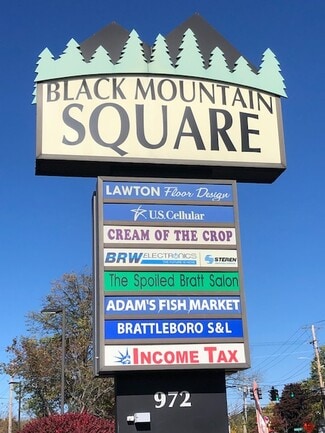 BLACK MOUNTAIN
SQUARE
LAWTON Floor Design
U.S. Cellular
CREAM OF THE CROP
BRW ELECTRONICS STEREN
The Spoiled Bratt Salon
ADAM'S FISH MARKET
BRATTLEBORO S&L
INCOME TAX
972